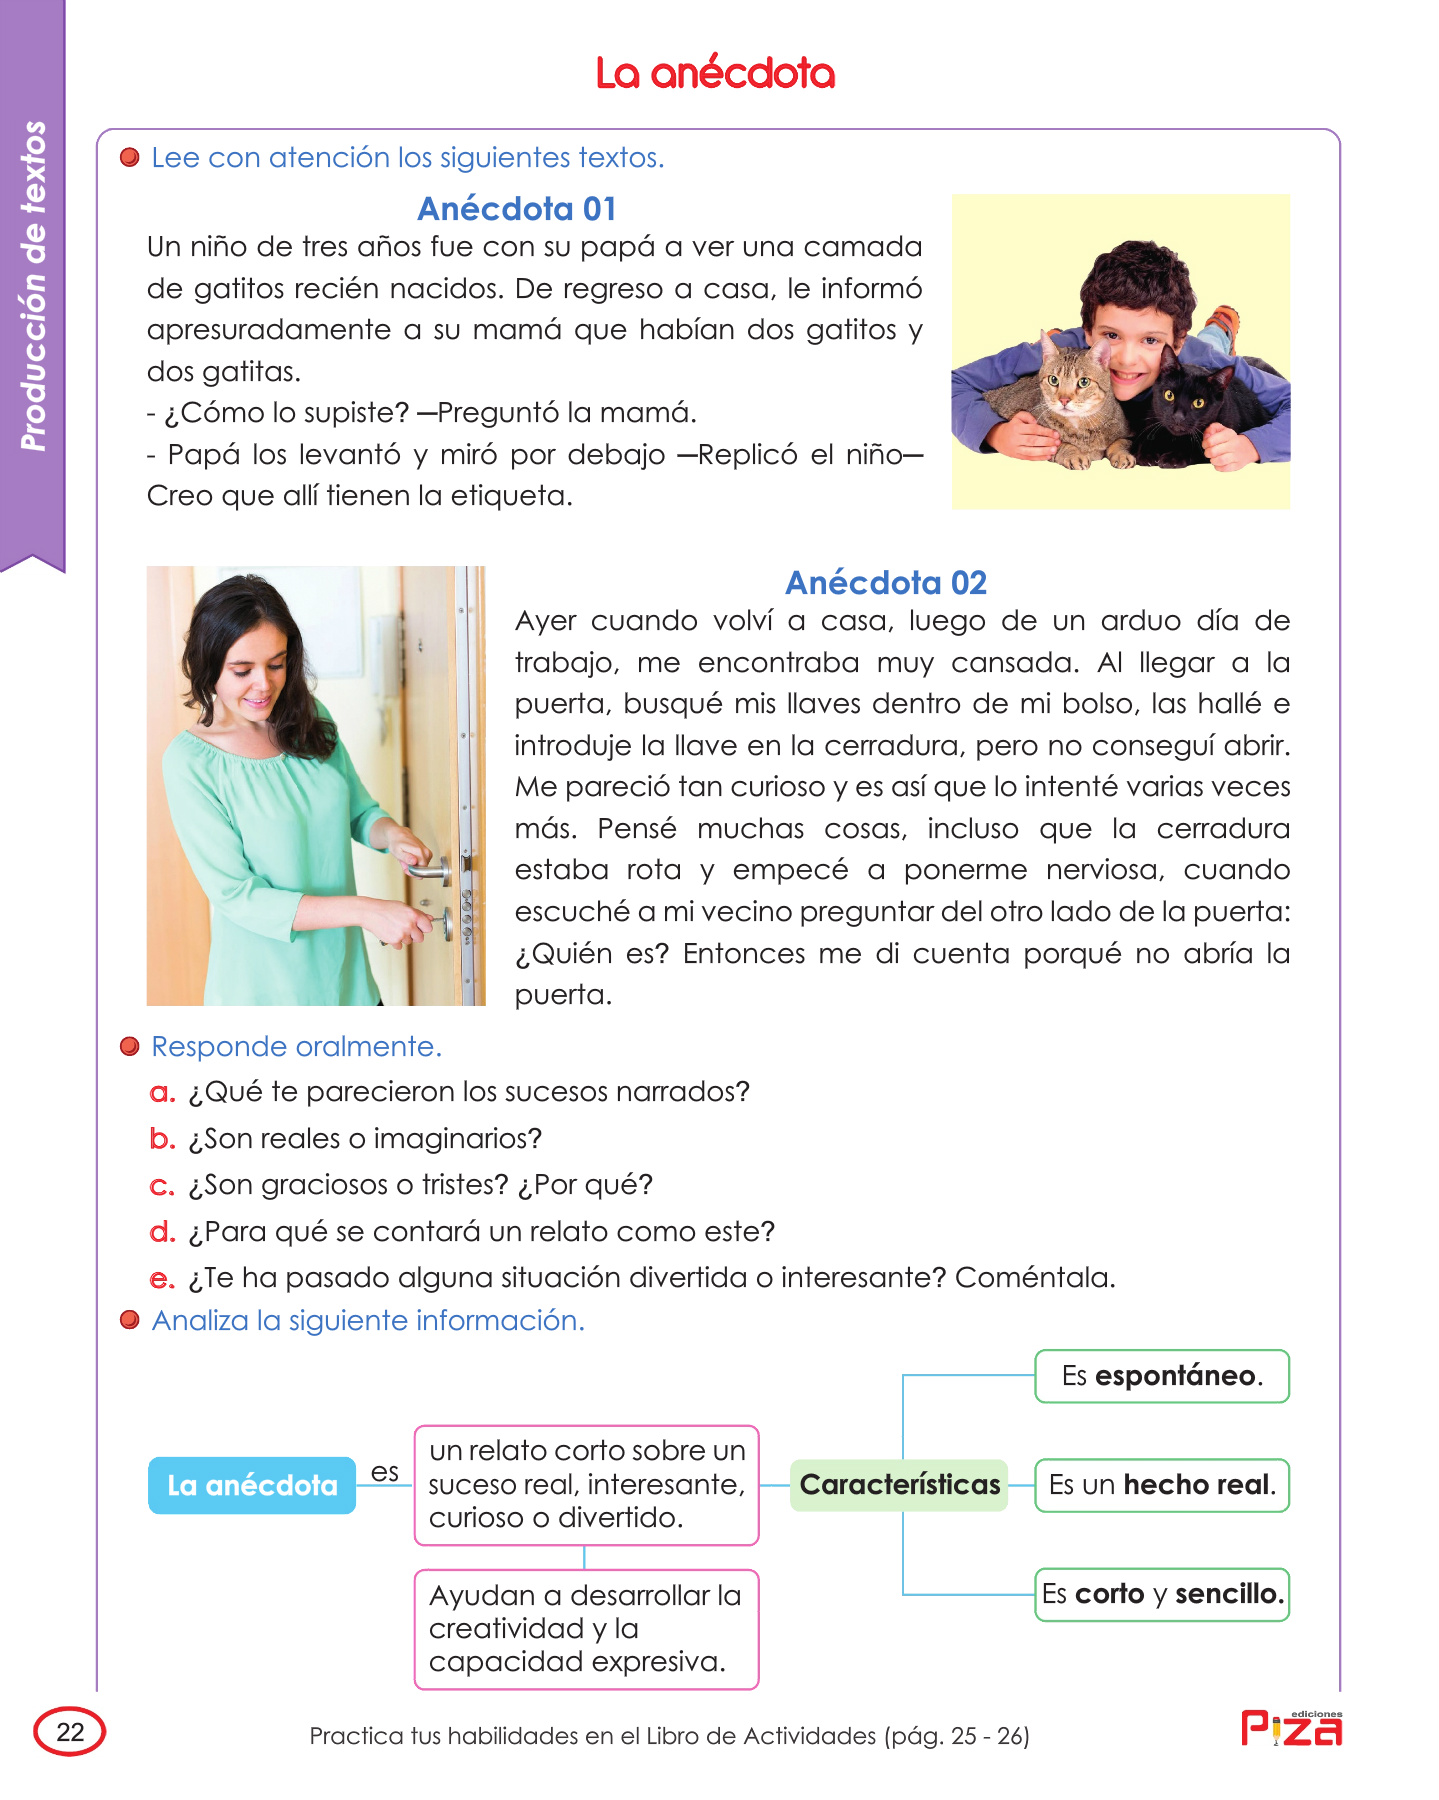 La anécdota
Producción de textos
Lee con atención los siguientes textos.
Anécdota 01
Un niño de tres años fue con su papá a ver una camada
de gatitos recién nacidos. De regreso a casa, le informó
apresuradamente a su mamá que habían dos gatitos y
dos gatitas.
- ¿Cómo lo supiste? —Preguntó la mamá.
- Papá los levantó y miró por debajo —Replicó el niño—
Creo que allí tienen la etiqueta.
Anécdota 02
Ayer cuando volví a casa, luego de un arduo día de
trabajo, me encontraba muy cansada. Al llegar a la
puerta, busqué mis llaves dentro de mi bolso, las hallé e
introduje la llave en la cerradura, pero no conseguí abrir.
Me pareció tan curioso y es así que lo intenté varias veces
más. Pensé muchas cosas, incluso que la cerradura
estaba rota y empecé a ponerme nerviosa, cuando
escuché a mi vecino preguntar del otro lado de la puerta:
¿Quién es? Entonces me di cuenta porqué no abría la
puerta.
Responde oralmente.
a. ¿Qué te parecieron los sucesos narrados?
b. ¿Son reales o imaginarios?
c. ¿Son graciosos o tristes? ¿Por qué?
d. ¿Para qué se contará un relato como este?
e. ¿Te ha pasado alguna situación divertida o interesante? Coméntala.
Analiza la siguiente información.
La anécdota
es
un relato corto sobre un
suceso real, interesante,
curioso o divertido.
Ayudan a desarrollar la
creatividad y la
capacidad expresiva.
Características
Es espontáneo.
Es un hecho real.
Es corto y sencillo.
22
Practica tus habilidades en el Libro de Actividades (pág. 25 - 26)
ediciones
Piza